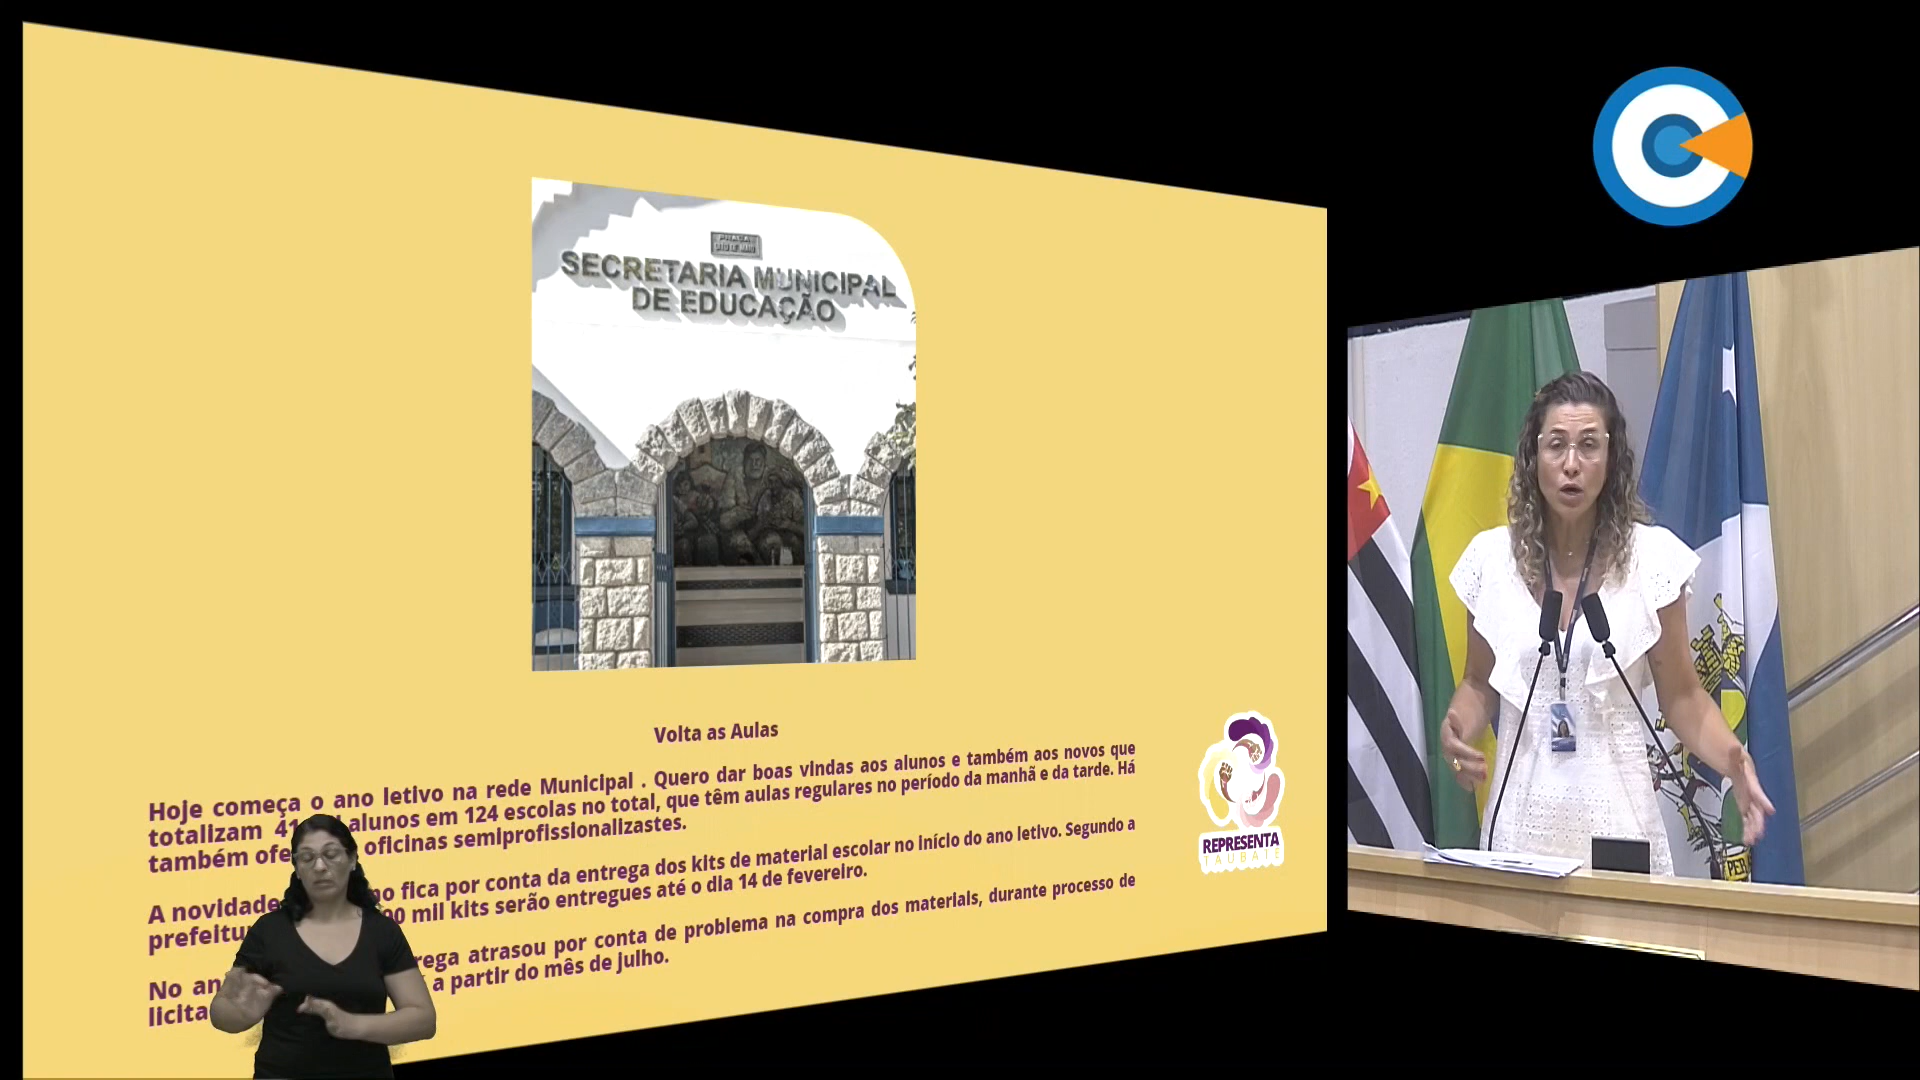 PRAÇA
SECRETARIA MUNICIPAL
DE EDUCAÇÃO
Volta as Aulas
Hoje começa o ano letivo na rede Municipal . Quero dar boas vindas aos alunos e também aos novos que
totalizam 41 alunos em 124 escolas no total, que têm aulas regulares no período da manhã e da tarde. Há
também oficinas semiprofissionalizastes.
A novidade fica por conta da entrega dos kits de material escolar no início do ano letivo. Segundo a
mil kits serão entregues até o dia 14 de fevereiro.
No atrasou por conta de problema na compra dos materiais, durante processo de
a partir do mês de julho.
REPRESENTA
TAUBATÉ